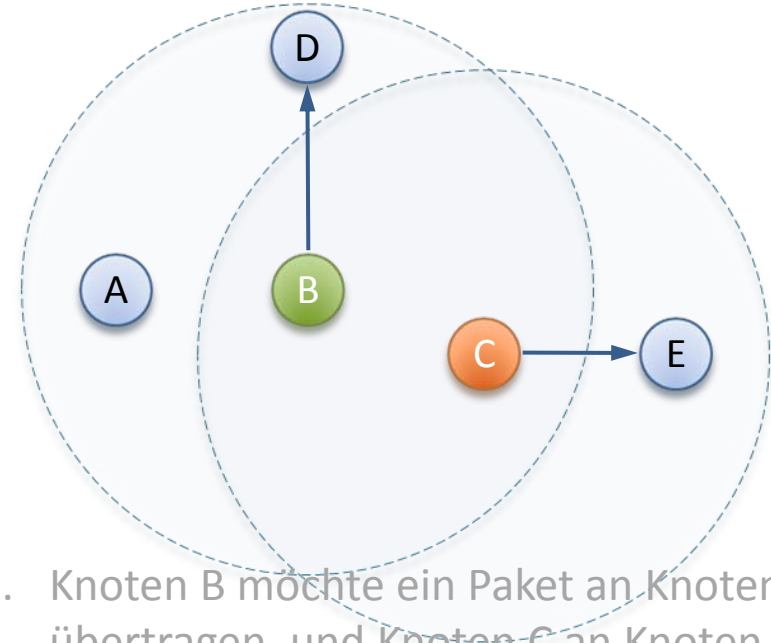 D
A
B
C
E
. Knoten B möchte ein Paket an Knoten
übertragen, und Knoten C an Knoten